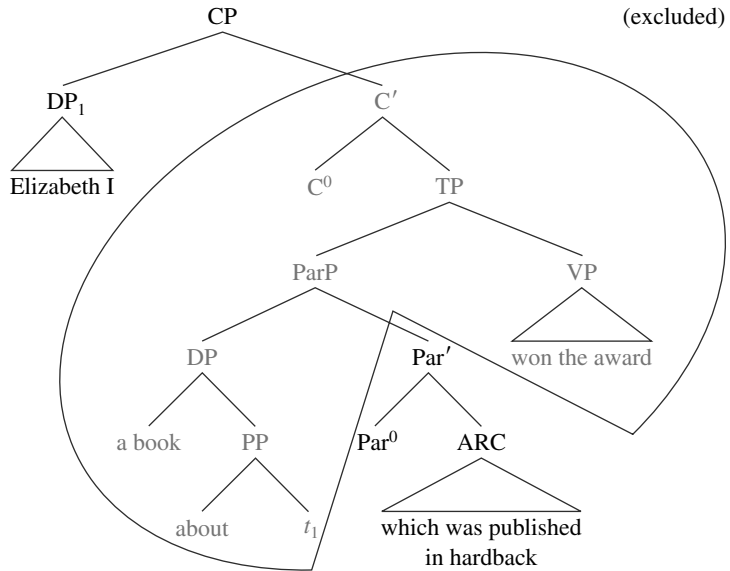 CP (excluded)
DP₁ C′
Elizabeth I C⁰ TP
ParP VP
DP Par′ won the award
a book PP Par⁰ ARC
about t₁ which was published
in hardback